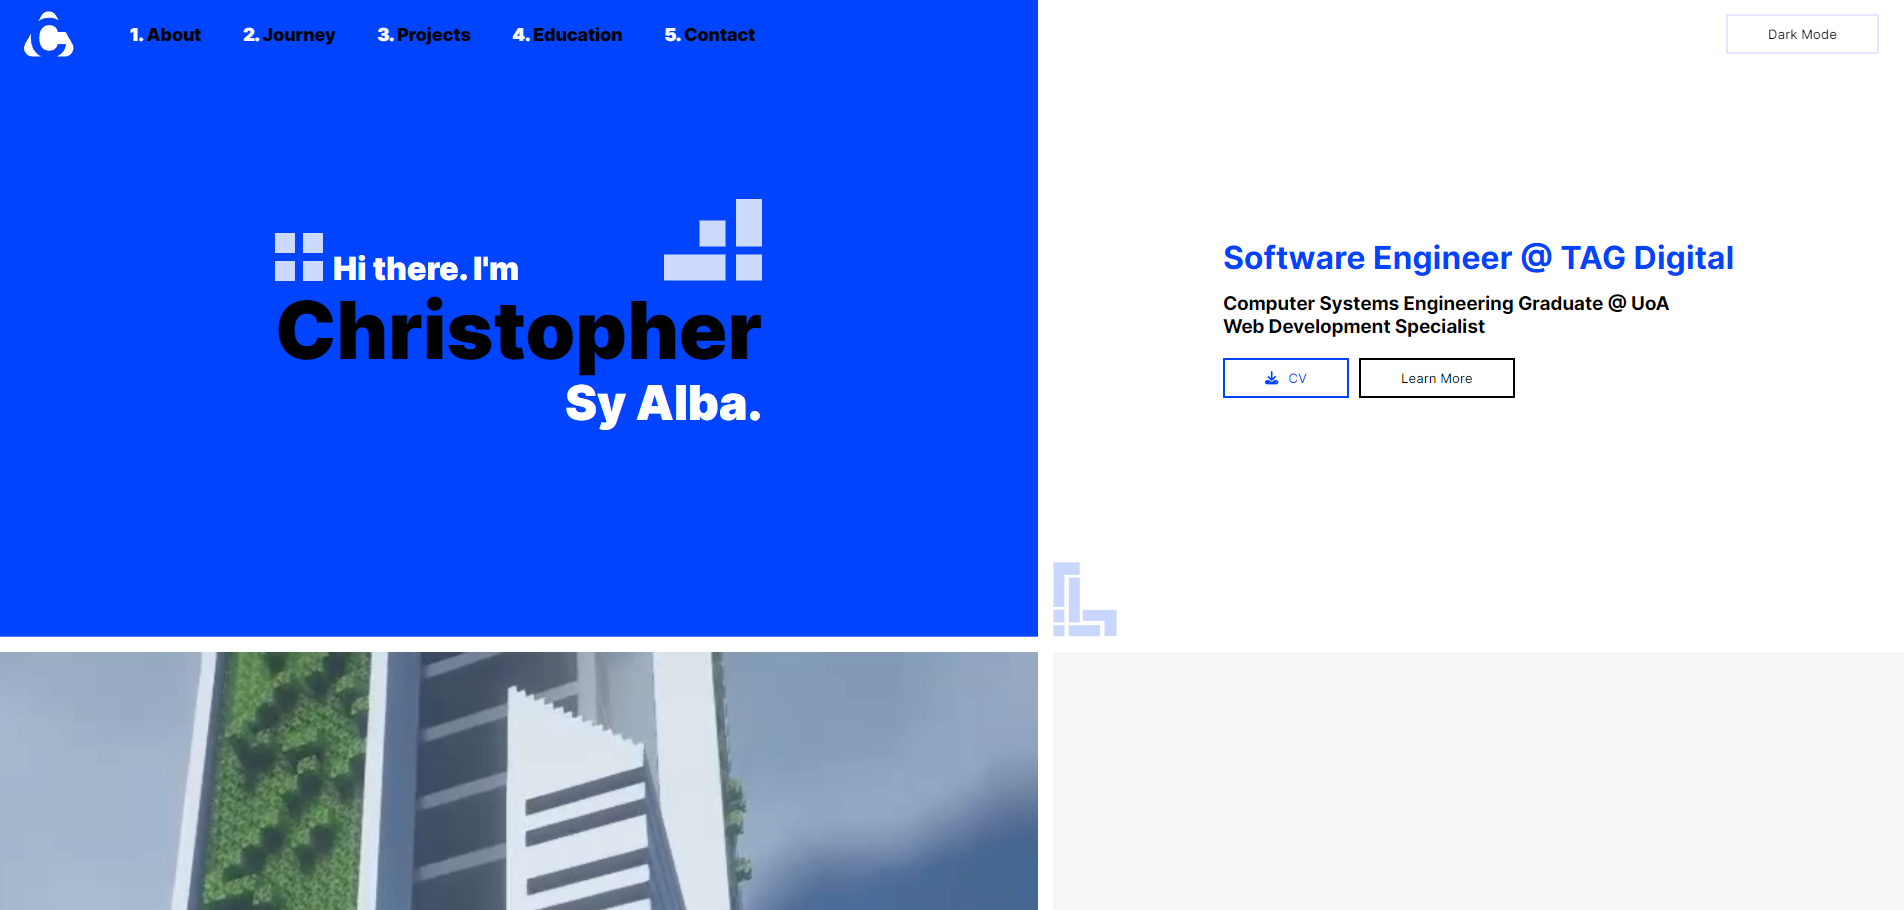 1. About 2. Journey 3. Projects 4. Education 5. Contact
Dark Mode
Hi there. I'm
Christopher
Sy Alba.
Software Engineer @ TAG Digital
Computer Systems Engineering Graduate @ UoA
Web Development Specialist
CV
Learn More